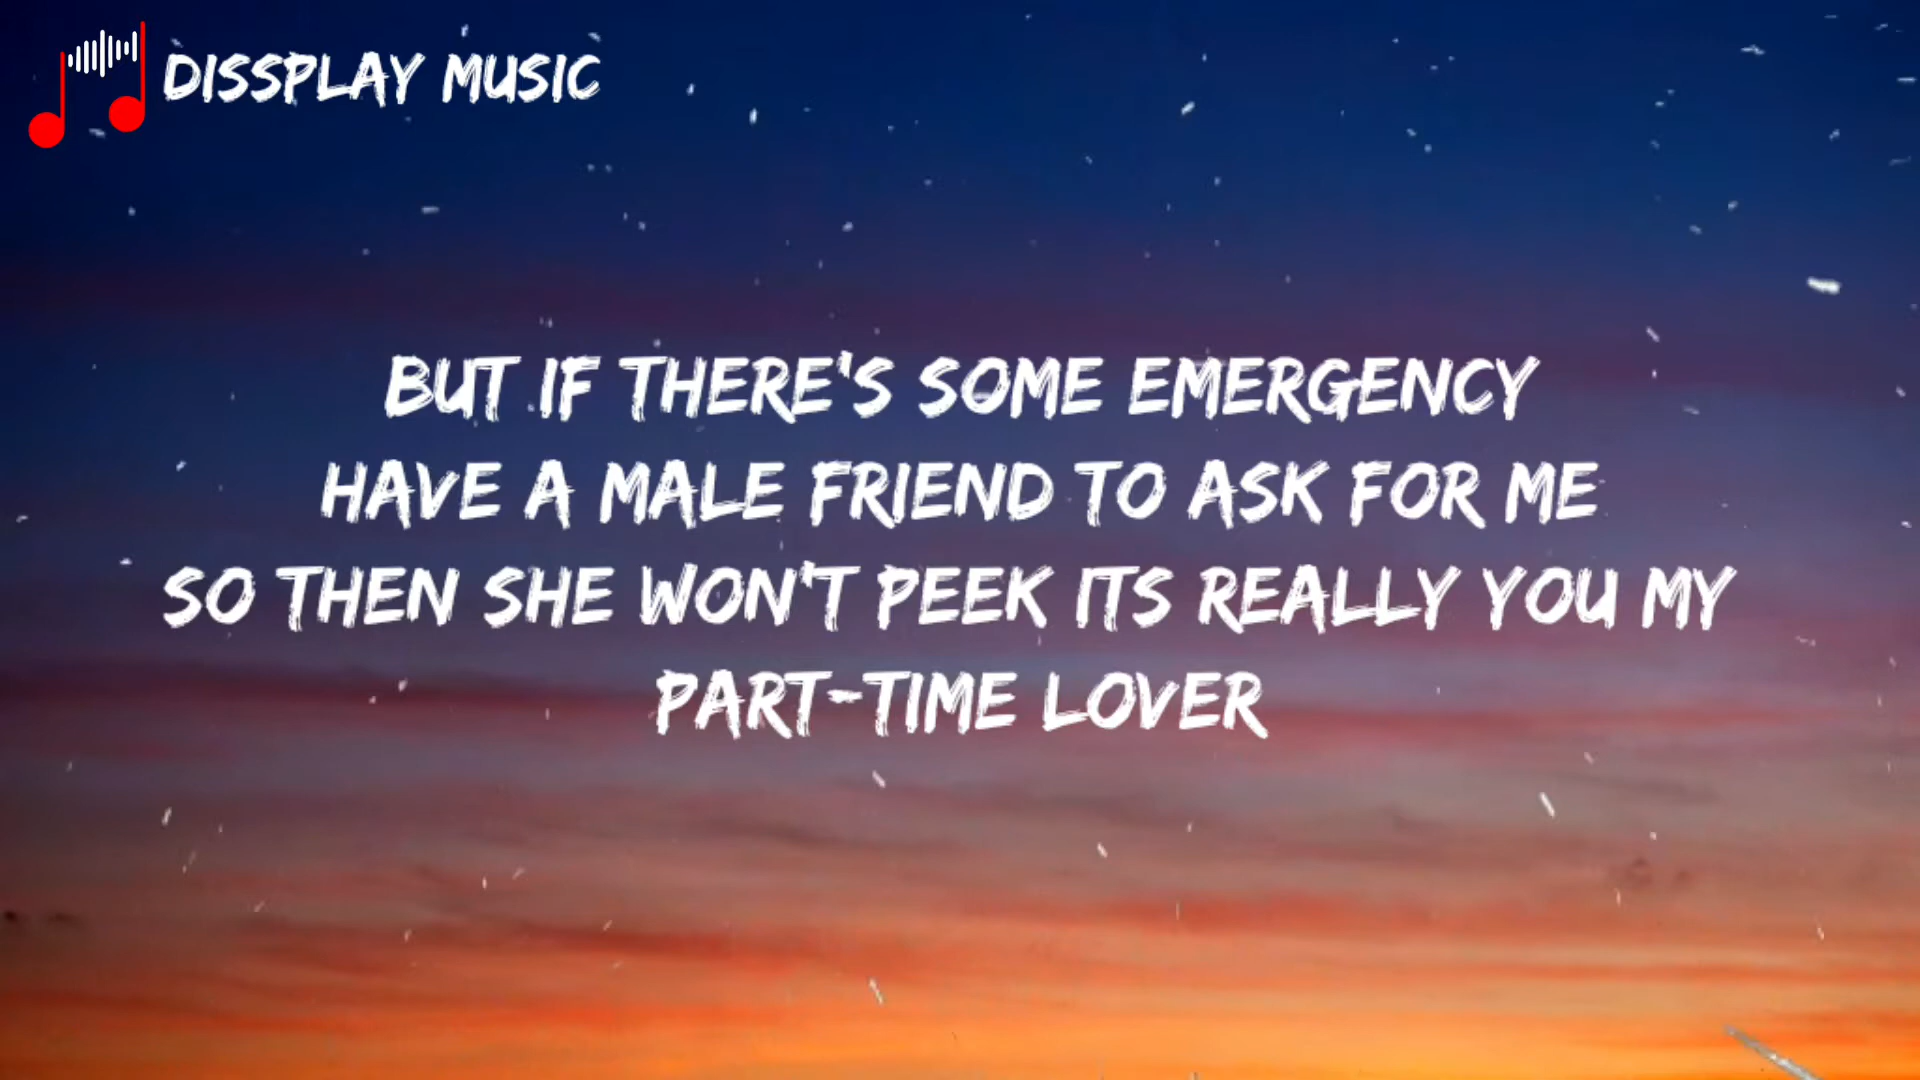 DISSPLAY MUSIC
BUT IF THERE'S SOME EMERGENCY
HAVE A MALE FRIEND TO ASK FOR ME
SO THEN SHE WON'T PEEK ITS REALLY YOU MY
PART-TIME LOVER